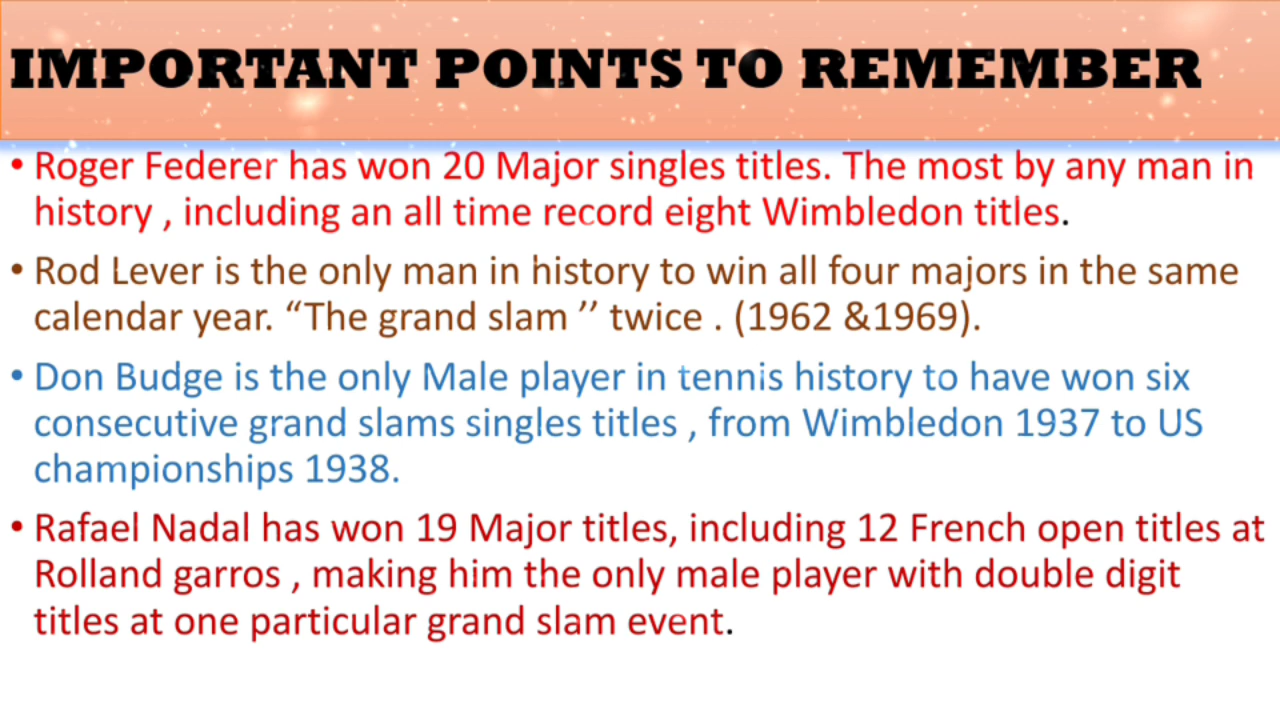 IMPORTANT POINTS TO REMEMBER
• Roger Federer has won 20 Major singles titles. The most by any man in
history , including an all time record eight Wimbledon titles.
• Rod Lever is the only man in history to win all four majors in the same
calendar year. “The grand slam ’’ twice . (1962 &1969).
• Don Budge is the only Male player in tennis history to have won six
consecutive grand slams singles titles , from Wimbledon 1937 to US
championships 1938.
• Rafael Nadal has won 19 Major titles, including 12 French open titles at
Rolland garros , making him the only male player with double digit
titles at one particular grand slam event.